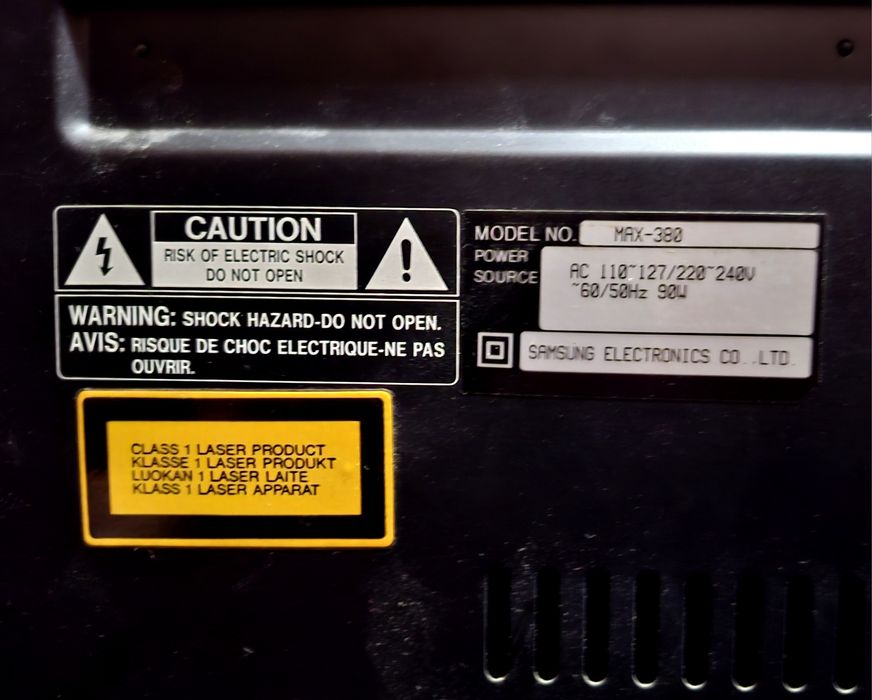 CAUTION
RISK OF ELECTRIC SHOCK
DO NOT OPEN
WARNING: SHOCK HAZARD-DO NOT OPEN.
AVIS: RISQUE DE CHOC ELECTRIQUE-NE PAS
OUVRIR.
MODEL NO. MAX-380
POWER
SOURCE
AC 110~127/220~240V
~60/50Hz 90W
SAMSUNG ELECTRONICS CO.,LTD.
CLASS 1 LASER PRODUCT
KLASSE 1 LASER PRODUKT
LUOKAN 1 LASER LAITE
KLASS 1 LASER APPARAT